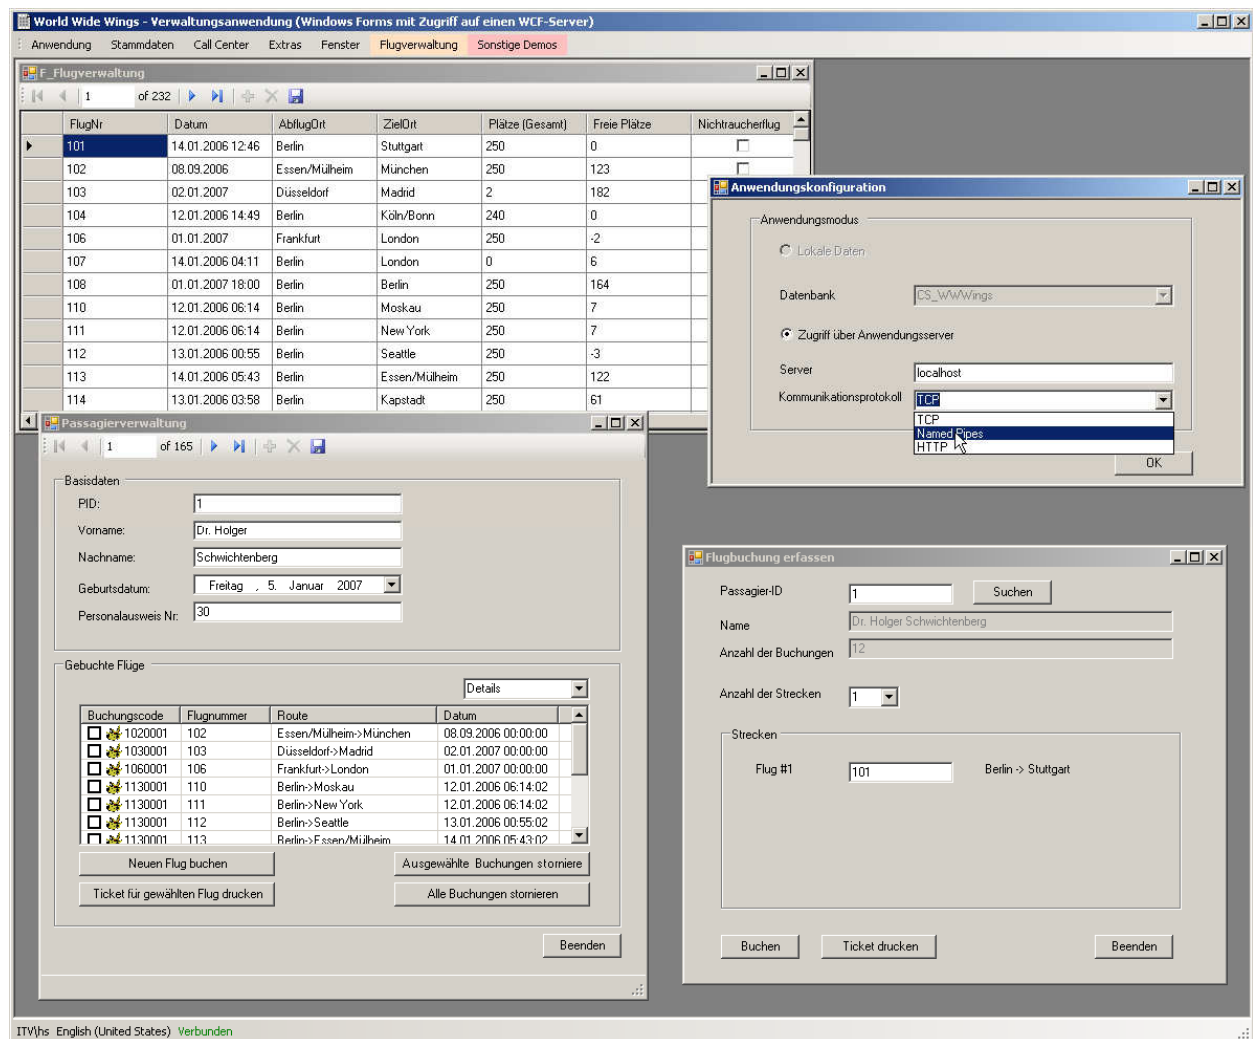 World Wide Wings - Verwaltungsanwendung (Windows Forms mit Zugriff auf einen WCF-Server)
Anwendung Stammdaten Call Center Extras Fenster Flugverwaltung Sonstige Demos
F_Flugverwaltung
1 of 232
FlugNr Datum AbflugOrt ZielOrt Plätze (Gesamt) Freie Plätze Nichtraucherflug
101 14.01.2006 12:46 Berlin Stuttgart 250 0
102 08.09.2006 Essen/Mülheim München 250 123
103 02.01.2007 Düsseldorf Madrid 2 182
104 12.01.2006 14:49 Berlin Köln/Bonn 240 0
106 01.01.2007 Frankfurt London 250 -2
107 14.01.2006 04:11 Berlin London 0 6
108 01.01.2007 18:00 Berlin Berlin 250 164
110 12.01.2006 06:14 Berlin Moskau 250 7
111 12.01.2006 06:14 Berlin New York 250 7
112 13.01.2006 00:55 Berlin Seattle 250 -3
113 14.01.2006 05:43 Berlin Essen/Mülheim 250 122
114 13.01.2006 03:58 Berlin Kapstadt 250 61
Anwendungskonfiguration
Anwendungsmodus
Lokale Daten
Datenbank CS_WWWings
Zugriff über Anwendungsserver
Server localhost
Kommunikationsprotokoll TCP
TCP
Named Pipes
HTTP
OK
Passagierverwaltung
1 of 165
Basisdaten
PID: 1
Vorname: Dr. Holger
Nachname: Schwichtenberg
Geburtsdatum: Freitag , 5. Januar 2007
Personalausweis Nr: 30
Gebuchte Flüge
Details
Buchungscode Flugnummer Route Datum
1020001 102 Essen/Mülheim->München 08.09.2006 00:00:00
1030001 103 Düsseldorf->Madrid 02.01.2007 00:00:00
1060001 106 Frankfurt->London 01.01.2007 00:00:00
1130001 110 Berlin->Moskau 12.01.2006 06:14:02
1130001 111 Berlin->New York 12.01.2006 06:14:02
1130001 112 Berlin->Seattle 13.01.2006 00:55:02
1130001 113 Berlin->Essen/Mülheim 14.01.2006 05:43:02
Neuen Flug buchen Ausgewählte Buchungen storniere
Ticket für gewählten Flug drucken Alle Buchungen stornieren
Beenden
Flugbuchung erfassen
Passagier-ID 1 Suchen
Name Dr. Holger Schwichtenberg
Anzahl der Buchungen 12
Anzahl der Strecken 1
Strecken
Flug #1 101 Berlin -> Stuttgart
Buchen Ticket drucken Beenden
ITV\hs English (United States) Verbunden